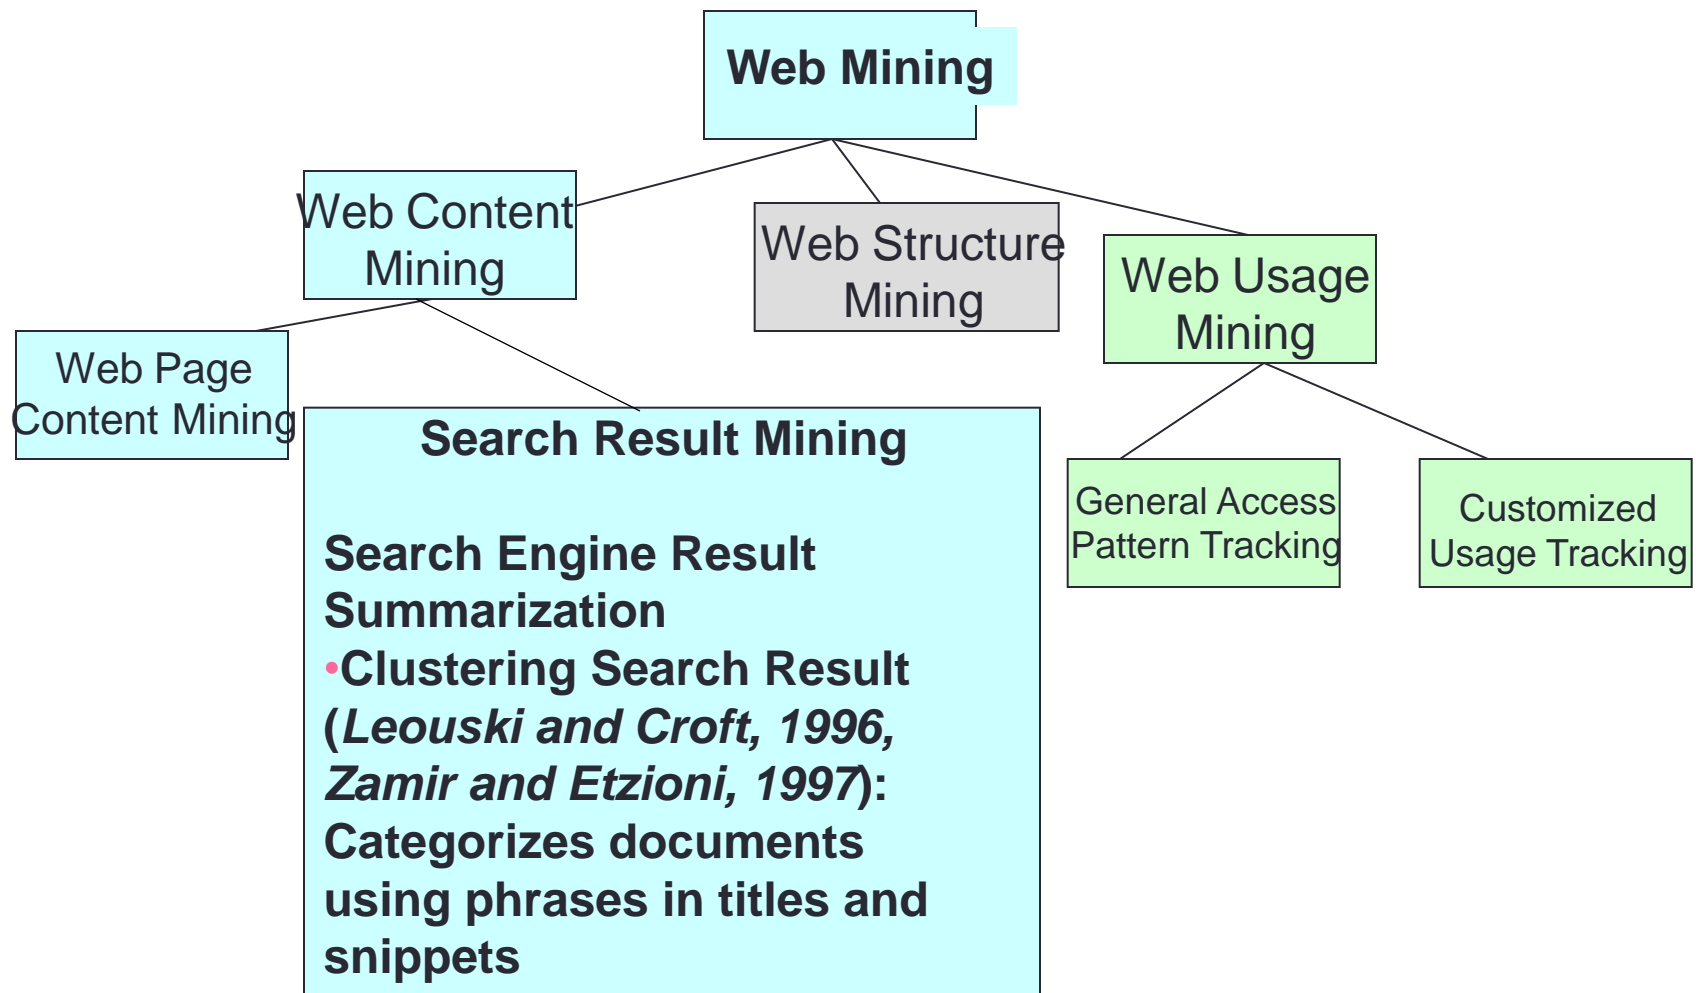 Web Mining
Web Content
Mining
Web Structure
Mining
Web Usage
Mining
Web Page
Content Mining
Search Result Mining
Search Engine Result
Summarization
•Clustering Search Result
(Leouski and Croft, 1996,
Zamir and Etzioni, 1997):
Categorizes documents
using phrases in titles and
snippets
General Access
Pattern Tracking
Customized
Usage Tracking